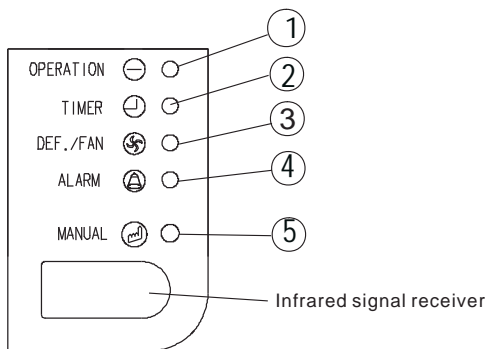 1
OPERATION
2
TIMER
3
DEF./FAN
4
ALARM
5
MANUAL
Infrared signal receiver